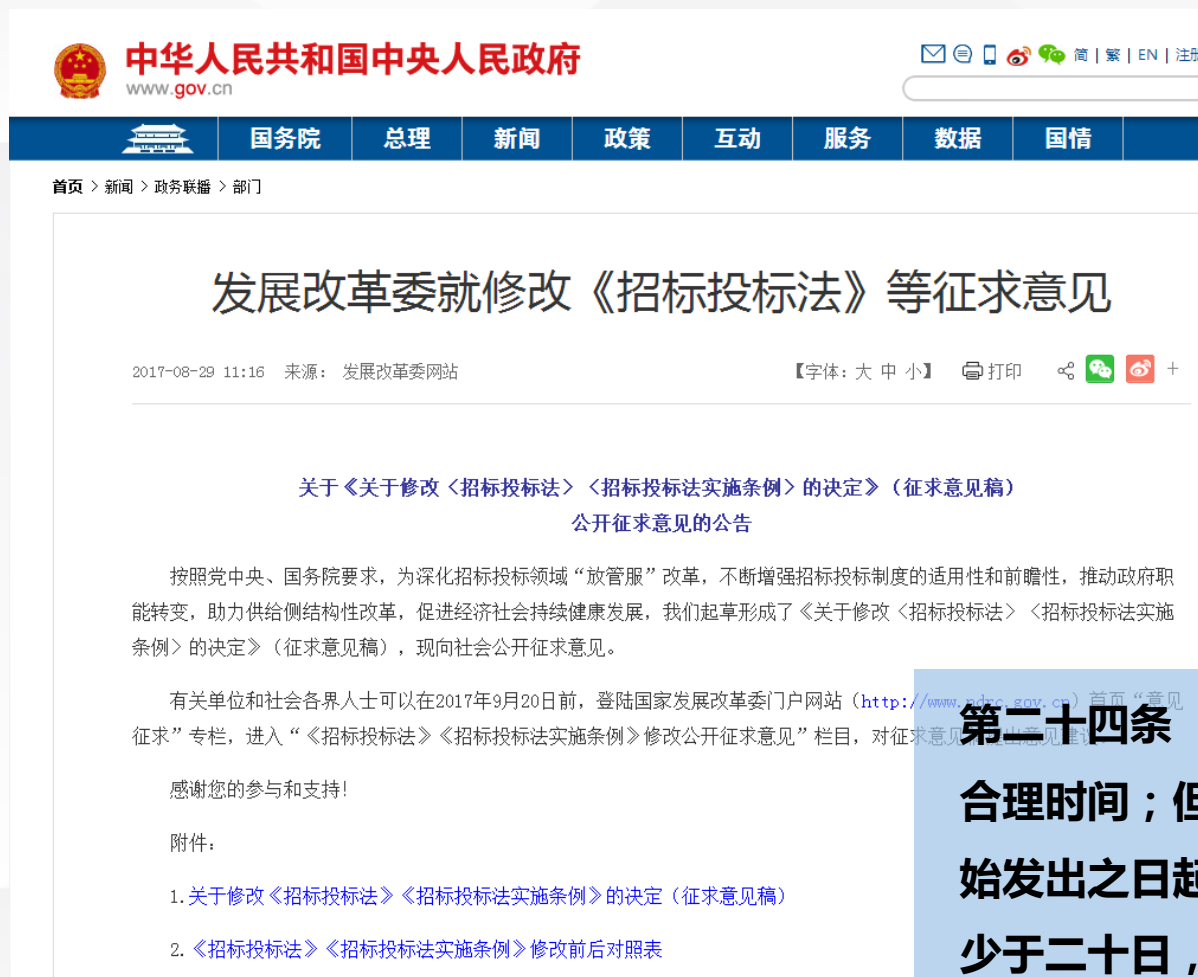 中华人民共和国中央人民政府
www.gov.cn
简 | 繁 | EN | 注册
国务院 总理 新闻 政策 互动 服务 数据 国情
首页 > 新闻 > 政务联播 > 部门
发展改革委就修改《招标投标法》等征求意见
2017-08-29 11:16 来源： 发展改革委网站 【字体：大 中 小】 打印
关于《关于修改〈招标投标法〉〈招标投标法实施条例〉的决定》（征求意见稿）
公开征求意见的公告
按照党中央、国务院要求，为深化招标投标领域“放管服”改革，不断增强招标投标制度的适用性和前瞻性，推动政府职
能转变，助力供给侧结构性改革，促进经济社会持续健康发展，我们起草形成了《关于修改〈招标投标法〉〈招标投标法实施
条例〉的决定》（征求意见稿），现向社会公开征求意见。
有关单位和社会各界人士可以在2017年9月20日前，登陆国家发展改革委门户网站（http://www.ndrc.gov.cn）首页“意见
征求”专栏，进入“《招标投标法》《招标投标法实施条例》修改公开征求意见”栏目，对征求意见稿提出意见建议。
感谢您的参与和支持！
附件：
1.关于修改《招标投标法》《招标投标法实施条例》的决定（征求意见稿）
2.《招标投标法》《招标投标法实施条例》修改前后对照表
第二十四条
合理时间；但
始发出之日起
少于二十日，